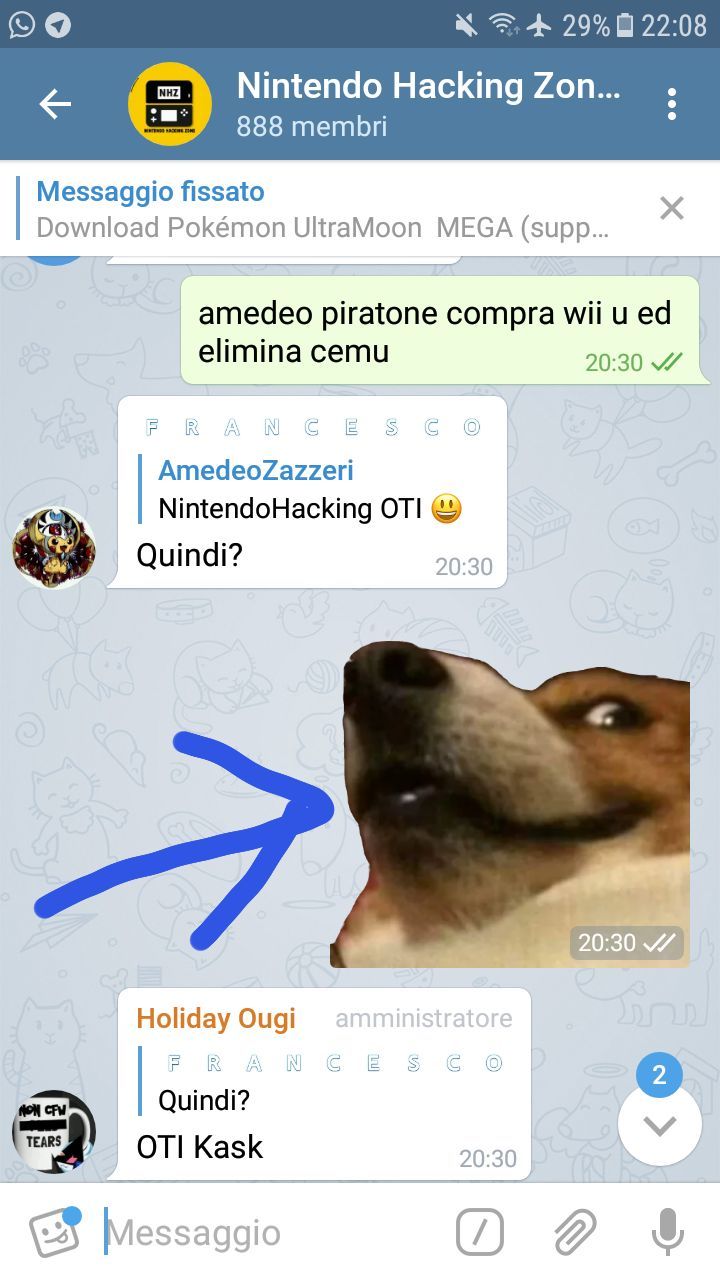 29% 22:08
NHZ
NINTENDO HACKING ZONE
Nintendo Hacking Zon...
888 membri
Messaggio fissato
Download Pokémon UltraMoon MEGA (supp...
amedeo piratone compra wii u ed
elimina cemu
20:30
F R A N C E S C O
AmedeoZazzeri
NintendoHacking OTI 😃
Quindi?
20:30
20:30
Holiday Ougi amministratore
F R A N C E S C O
Quindi?
OTI Kask
20:30
NON CFW
TEARS
2
Messaggio